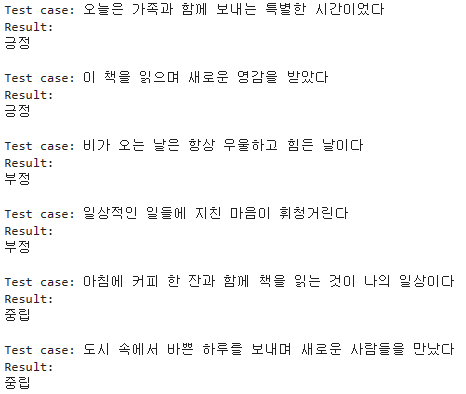 Test case: 오늘은 가족과 함께 보내는 특별한 시간이었다
Result:
긍정
Test case: 이 책을 읽으며 새로운 영감을 받았다
Result:
긍정
Test case: 비가 오는 날은 항상 우울하고 힘든 날이다
Result:
부정
Test case: 일상적인 일들에 지친 마음이 휘청거린다
Result:
부정
Test case: 아침에 커피 한 잔과 함께 책을 읽는 것이 나의 일상이다
Result:
중립
Test case: 도시 속에서 바쁜 하루를 보내며 새로운 사람들을 만났다
Result:
중립